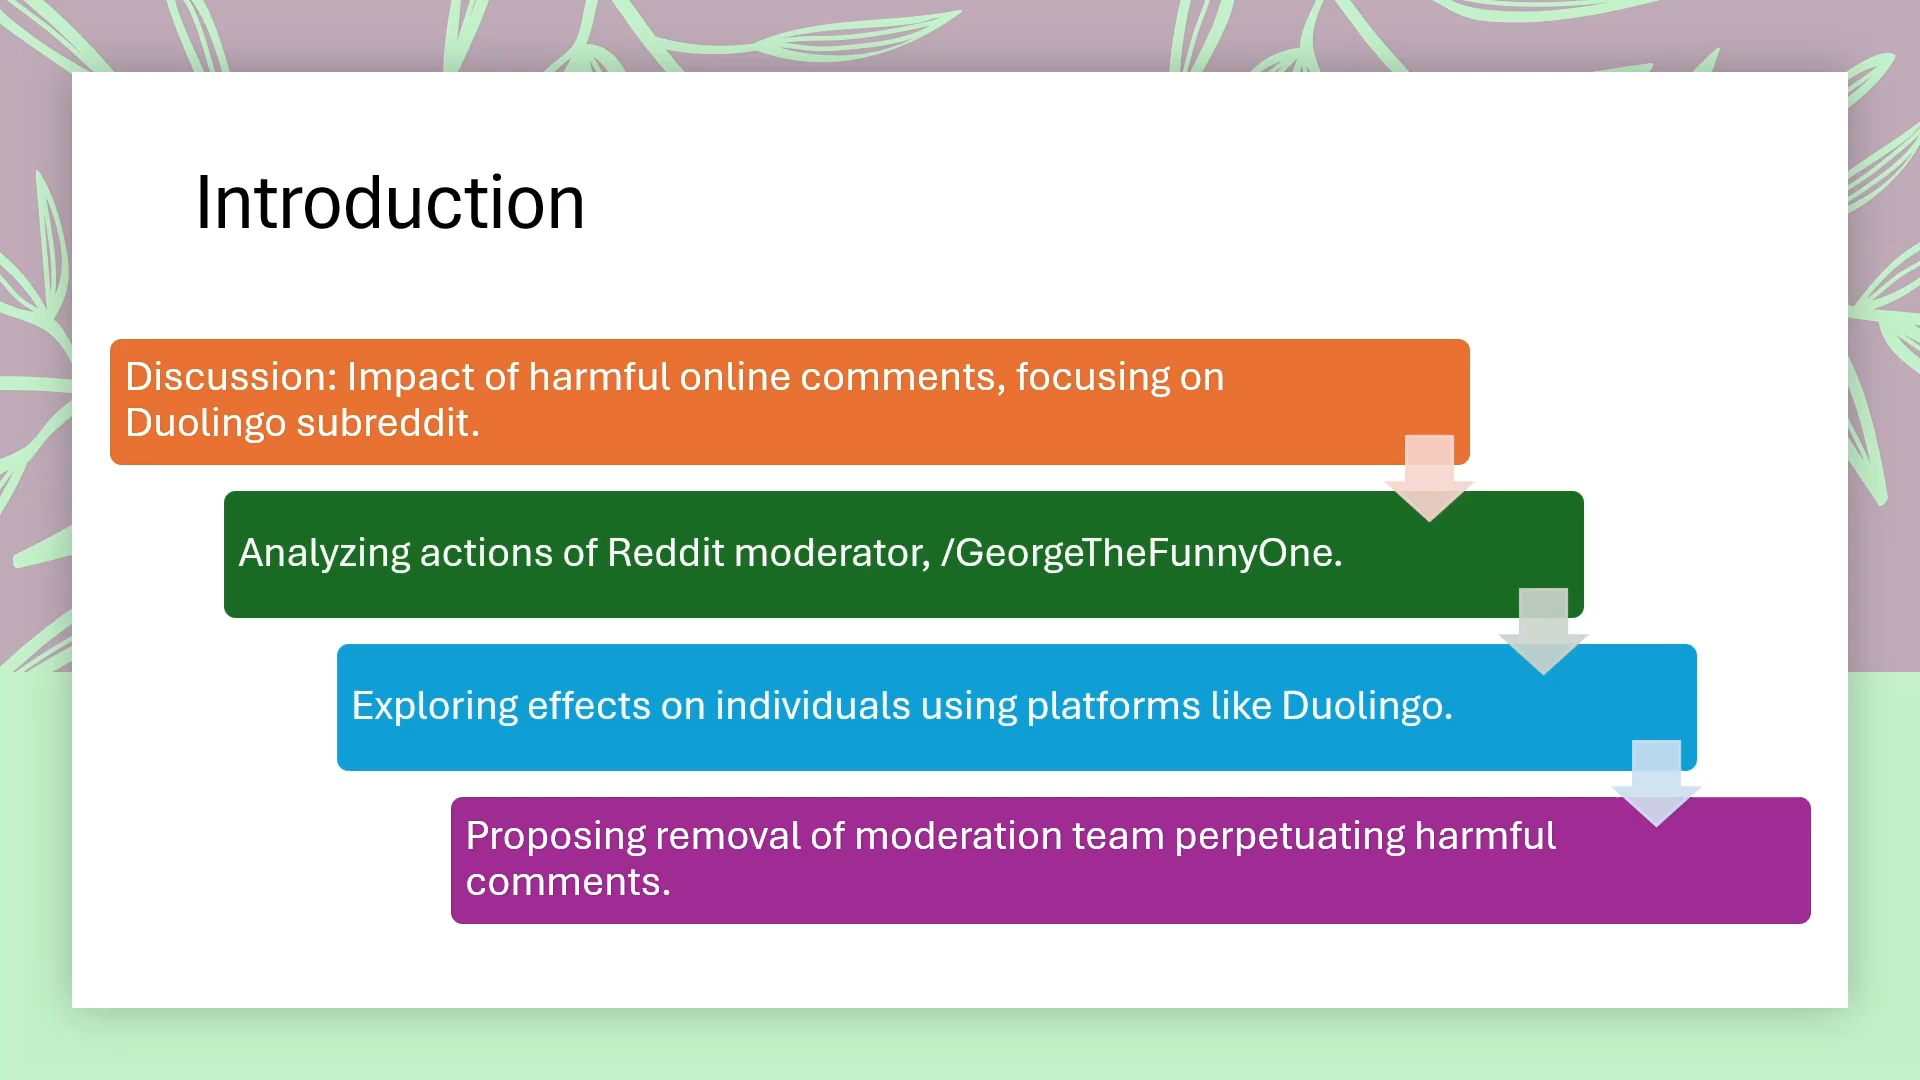 Introduction
Discussion: Impact of harmful online comments, focusing on
Duolingo subreddit.
Analyzing actions of Reddit moderator, /GeorgeTheFunnyOne.
Exploring effects on individuals using platforms like Duolingo.
Proposing removal of moderation team perpetuating harmful
comments.